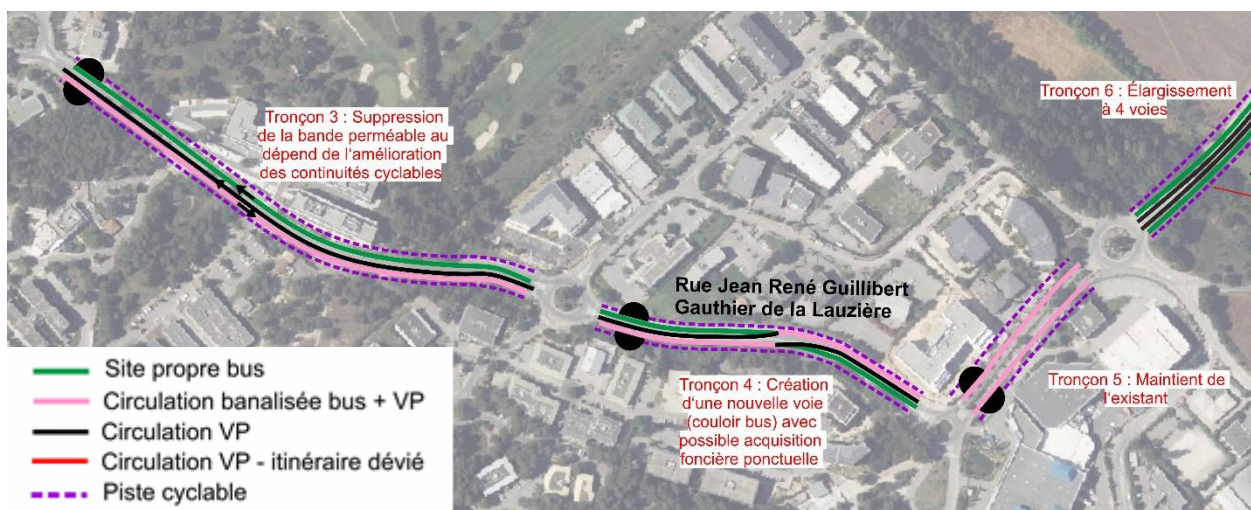 Tronçon 3 : Suppression
de la bande perméable au
dépend de l'amélioration
des continuités cyclables
Tronçon 6 : Élargissement
à 4 voies
Rue Jean René Guillibert
Gauthier de la Lauzière
Tronçon 4 : Création
d'une nouvelle voie
(couloir bus) avec
possible acquisition
foncière ponctuelle
Tronçon 5 : Maintient de
l'existant
Site propre bus
Circulation banalisée bus + VP
Circulation VP
Circulation VP - itinéraire dévié
Piste cyclable